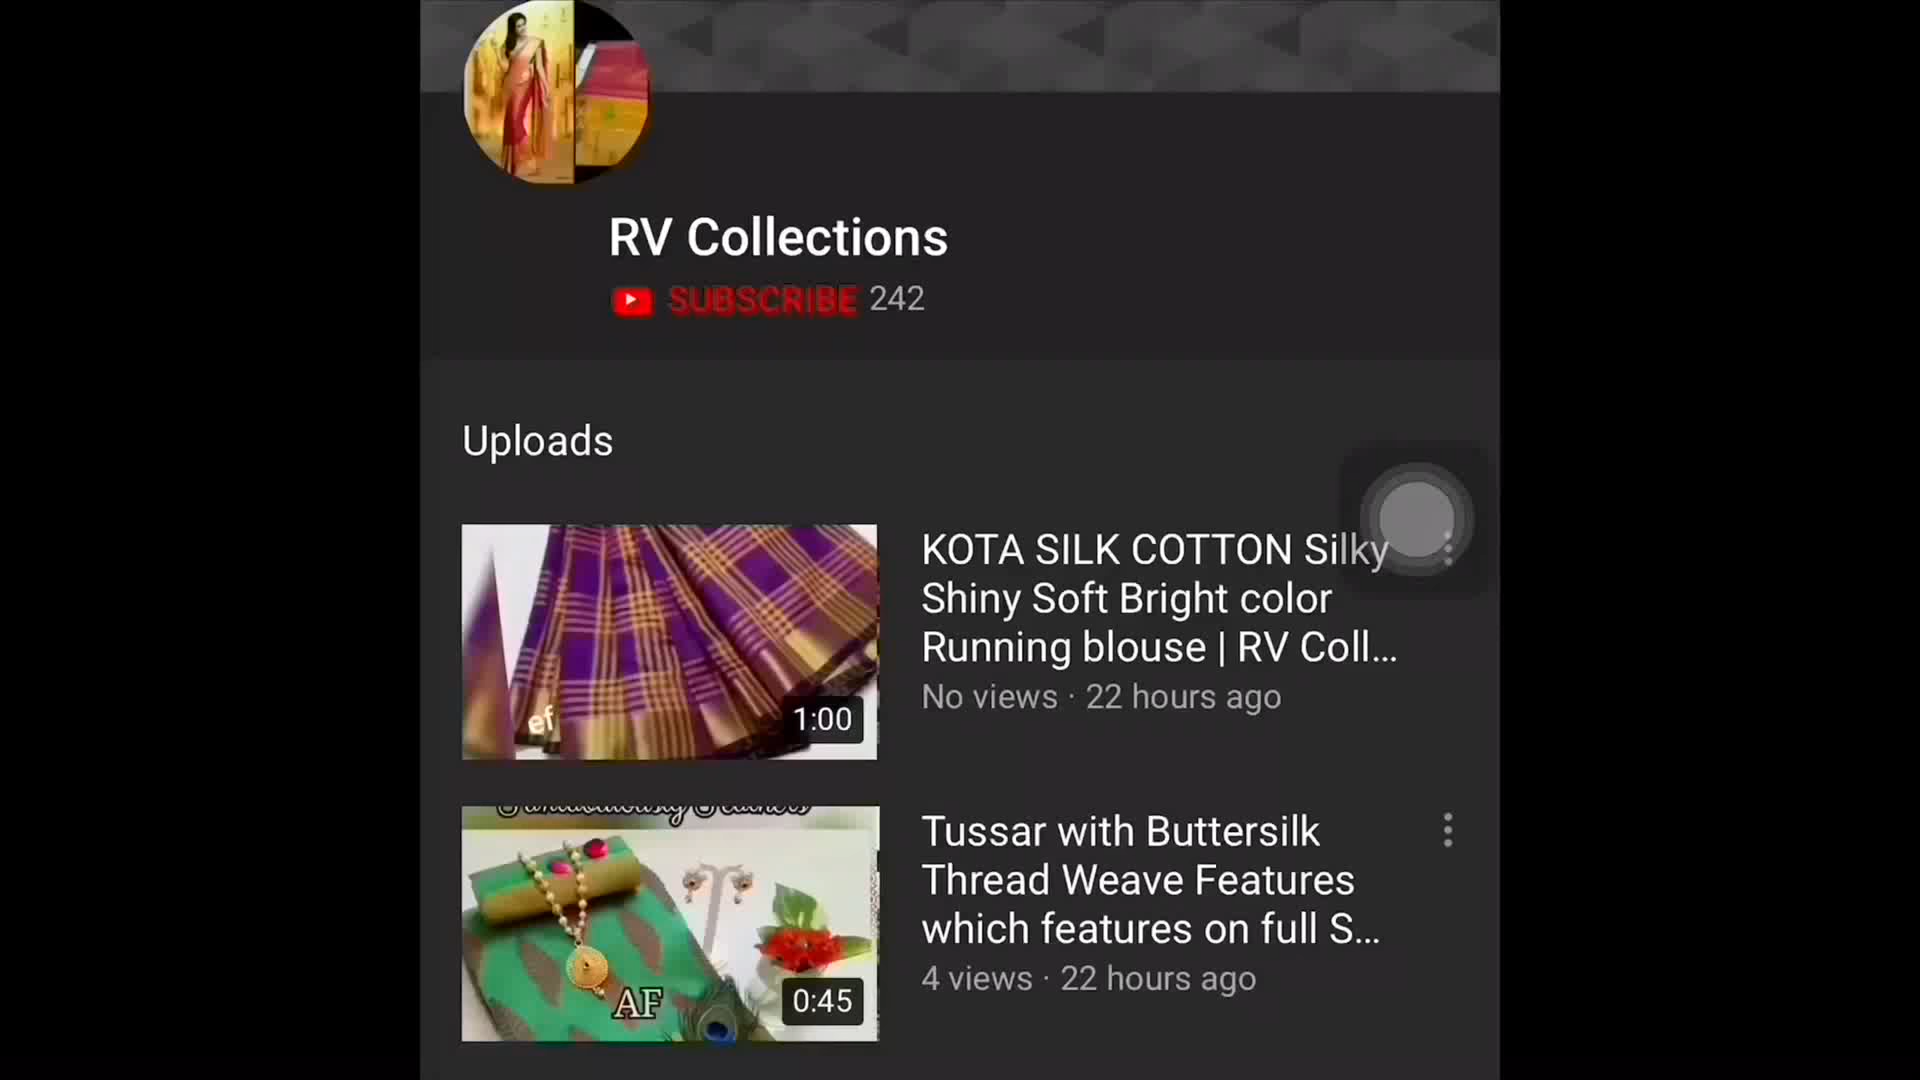 RV Collections
SUBSCRIBE 242
Uploads
KOTA SILK COTTON Silky
Shiny Soft Bright color
Running blouse | RV Coll...
No views · 22 hours ago
ef
1:00
Tussar with Buttersilk
Thread Weave Features
which features on full S...
4 views · 22 hours ago
AF
0:45